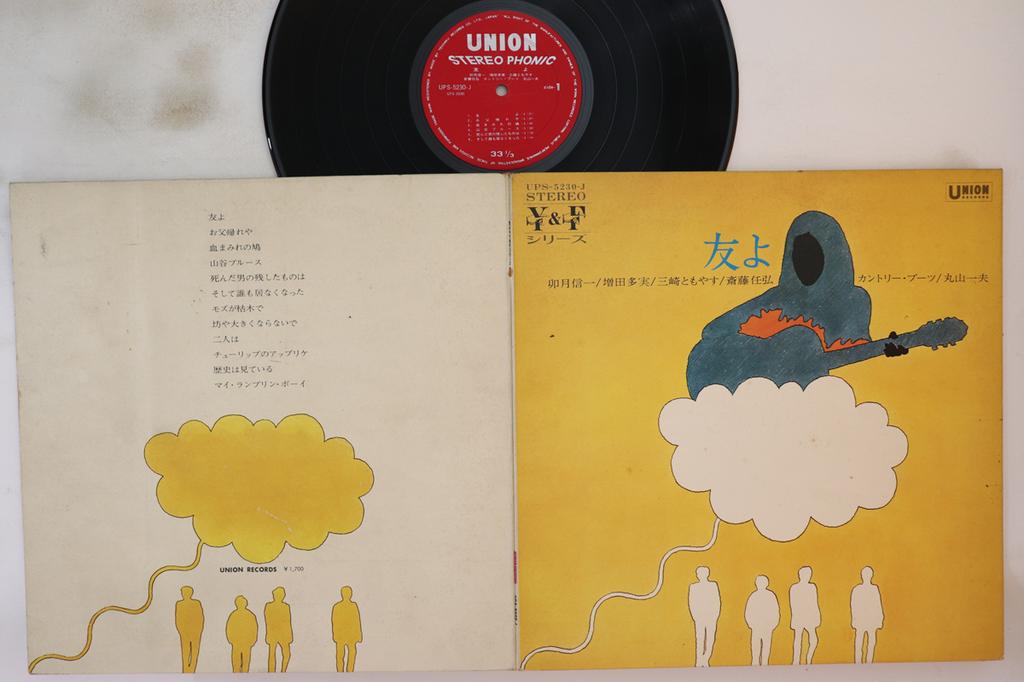 UNION
STEREO PHONIC
友 よ
UPS-5230-J
side-1
33 1/3
友よ
お父帰れや
血まみれの鳩
山谷ブルース
死んだ男の残したものは
そして誰も居なくなった
モズが枯木で
坊や大きくならないで
二人は
チューリップのアップリケ
歴史は見ている
マイ・ランブリン・ボーイ
UNION RECORDS ¥1,700
UPS-5230-J
STEREO
Y&F
シリーズ
UNION
RECORDS
友よ
卯月信一/増田多実/三崎ともやす/斎藤任弘
カントリー・ブーツ/丸山一夫